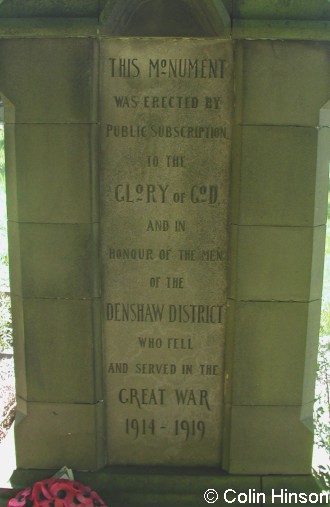 THIS MONUMENT
WAS ERECTED BY
PUBLIC SUBSCRIPTION
TO THE
GLORY OF GOD
AND IN
HONOUR OF THE MEN
OF THE
DENSHAW DISTRICT
WHO FELL
AND SERVED IN THE
GREAT WAR
1914 - 1919
© Colin Hinson